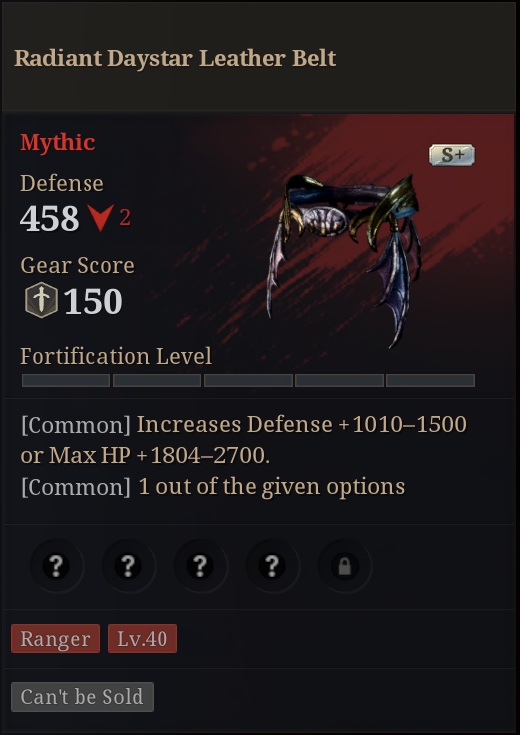 Radiant Daystar Leather Belt
Mythic
S+
Defense
458 2
Gear Score
150
Fortification Level
[Common] Increases Defense +1010–1500
or Max HP +1804–2700.
[Common] 1 out of the given options
? ? ? ?
Ranger Lv.40
Can't be Sold